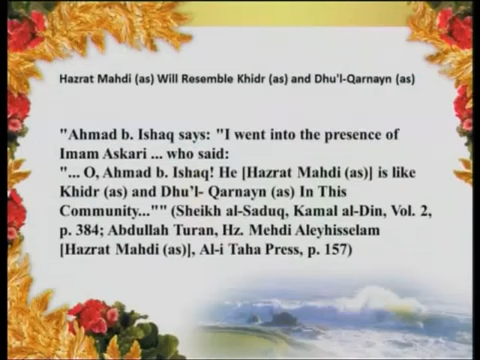 Hazrat Mahdi (as) Will Resemble Khidr (as) and Dhu'l-Qarnayn (as)
"Ahmad b. Ishaq says: "I went into the presence of
Imam Askari ... who said:
"... O, Ahmad b. Ishaq! He [Hazrat Mahdi (as)] is like
Khidr (as) and Dhu'l- Qarnayn (as) In This
Community..."" (Sheikh al-Saduq, Kamal al-Din, Vol. 2,
p. 384; Abdullah Turan, Hz. Mehdi Aleyhisselam
[Hazrat Mahdi (as)], Al-i Taha Press, p. 157)